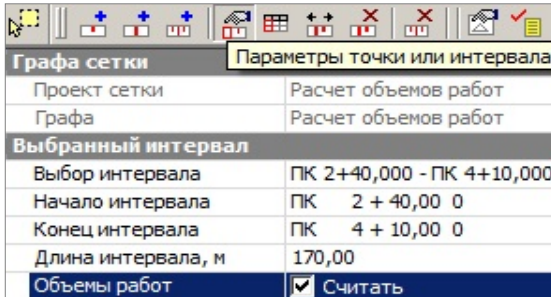 Параметры точки или интервала
Графа сетки
Проект сетки Расчет объемов работ
Графа Расчет объемов работ
Выбранный интервал
Выбор интервала ПК 2+40,000 - ПК 4+10,000
Начало интервала ПК 2 + 40,00 0
Конец интервала ПК 4 + 10,00 0
Длина интервала, м 170,00
Объемы работ Считать